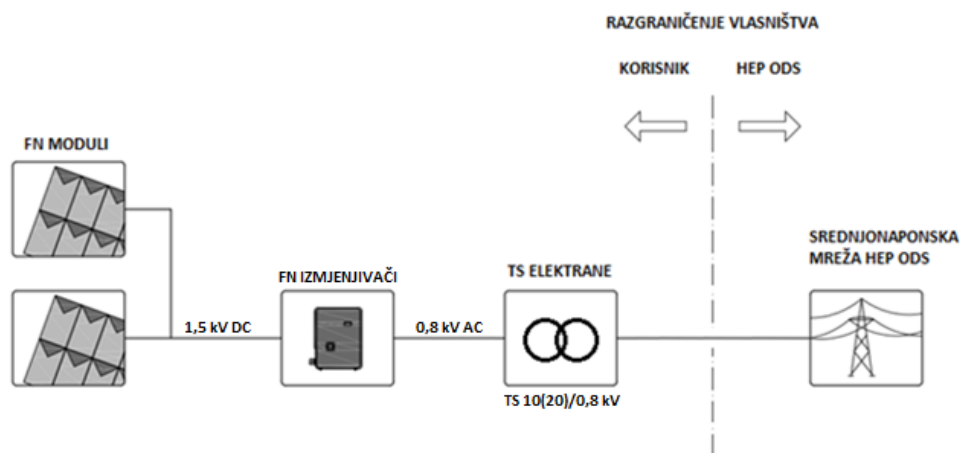 RAZGRANIČENJE VLASNIŠTVA
KORISNIK
HEP ODS
FN MODULI
SREDNJONAPONSKA
MREŽA HEP ODS
FN IZMJENJIVAČI
TS ELEKTRANE
1,5 kV DC
0,8 kV AC
TS 10(20)/0,8 kV